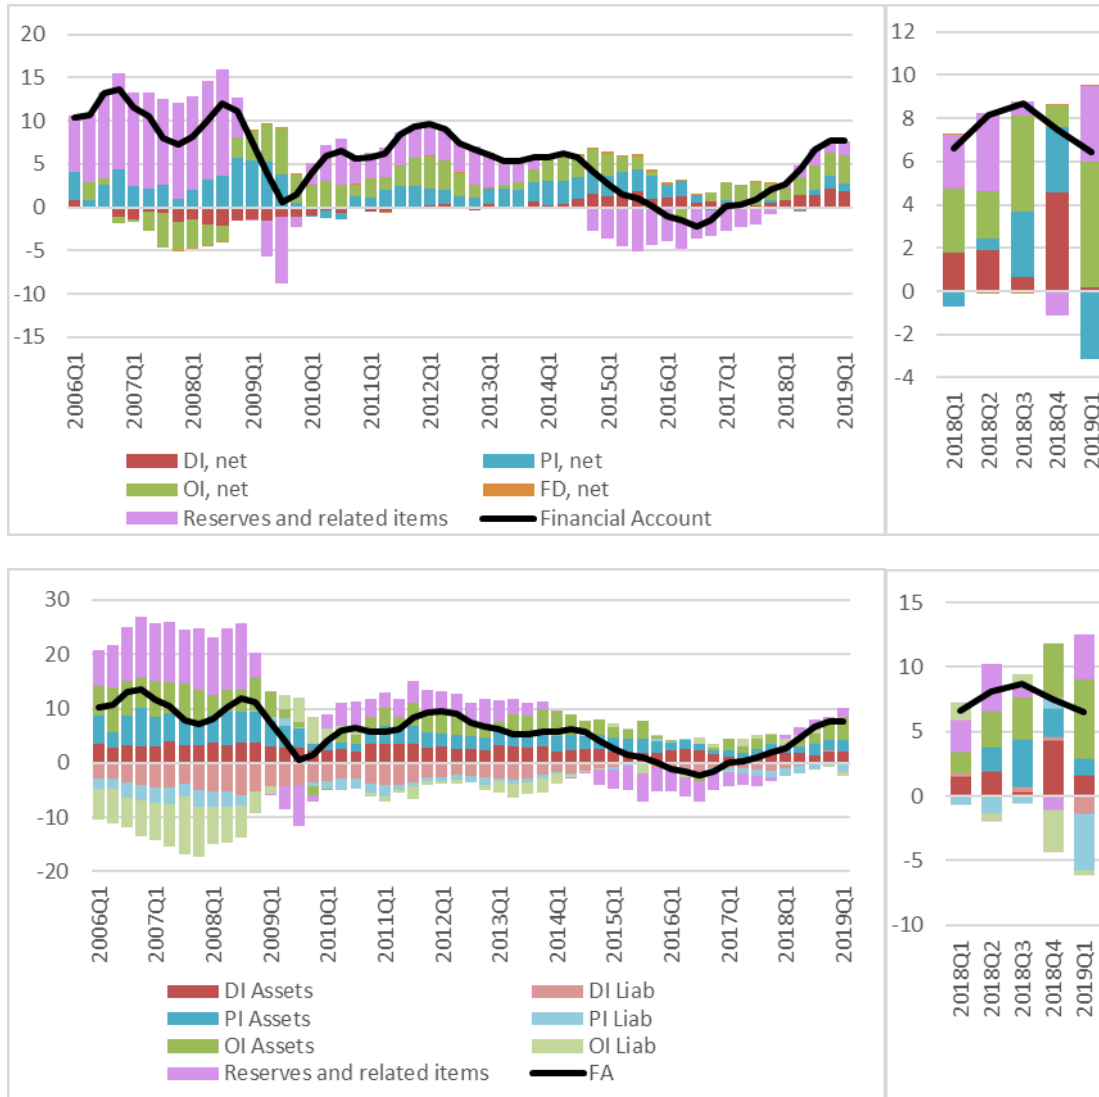 20
15
10
5
0
-5
-10
-15
2006Q1
2007Q1
2008Q1
2009Q1
2010Q1
2011Q1
2012Q1
2013Q1
2014Q1
2015Q1
2016Q1
2017Q1
2018Q1
2019Q1
DI, net
PI, net
OI, net
FD, net
Reserves and related items
Financial Account
12
10
8
6
4
2
0
-2
-4
2018Q1
2018Q2
2018Q3
2018Q4
2019Q1
30
20
10
0
-10
-20
2006Q1
2007Q1
2008Q1
2009Q1
2010Q1
2011Q1
2012Q1
2013Q1
2014Q1
2015Q1
2016Q1
2017Q1
2018Q1
2019Q1
DI Assets
DI Liab
PI Assets
PI Liab
OI Assets
OI Liab
Reserves and related items
FA
15
10
5
0
-5
-10
2018Q1
2018Q2
2018Q3
2018Q4
2019Q1